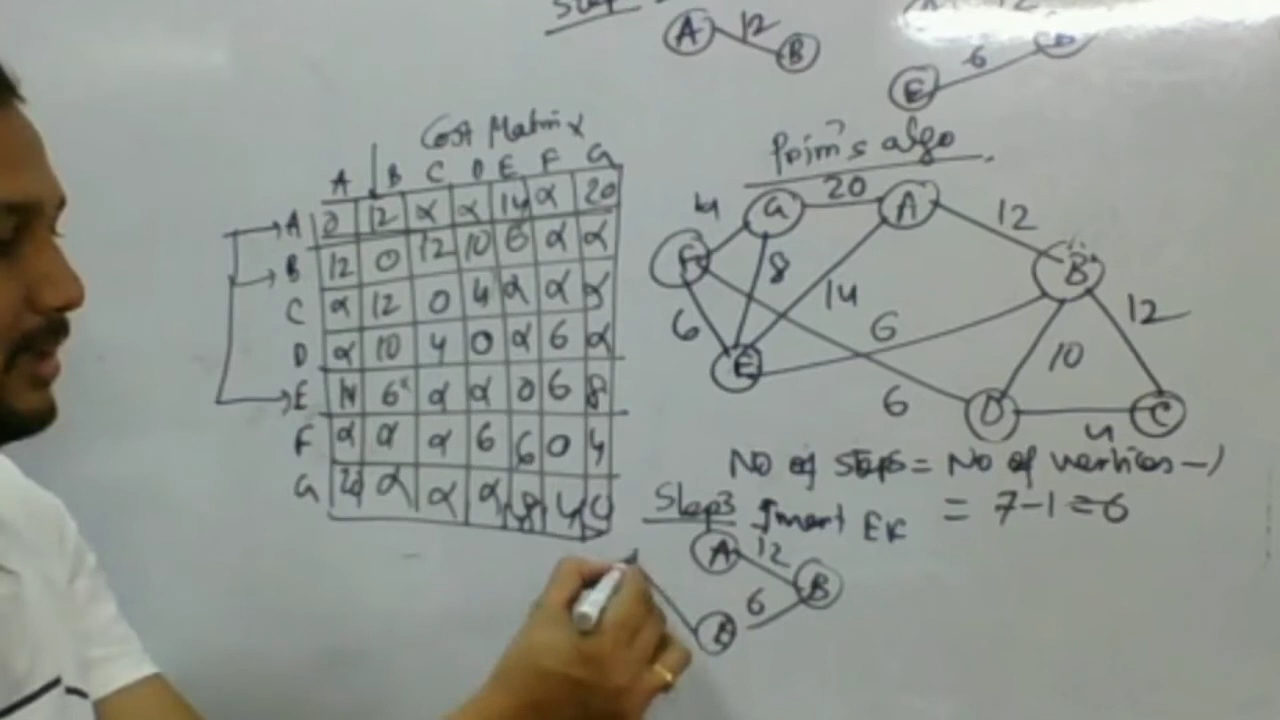 Step
A 12 B
12
E 6
Cost Matrix
A B C D E F G
A 0 12 α α 14 α 20
B 12 0 12 10 6 α α
C α 12 0 4 α α α
D α 10 4 0 α 6 α
E 14 6 α α 0 6 8
F α α α 6 6 0 4
G 20 α α α 8 4 0
Prim's algo
4 G 20 A 12
F 8 B
6 14 6 12
E 10
6 D 4 C
No of steps = No of vertices - 1
= 7-1 = 6
Step3 Insert EF
A 12 B
6
E